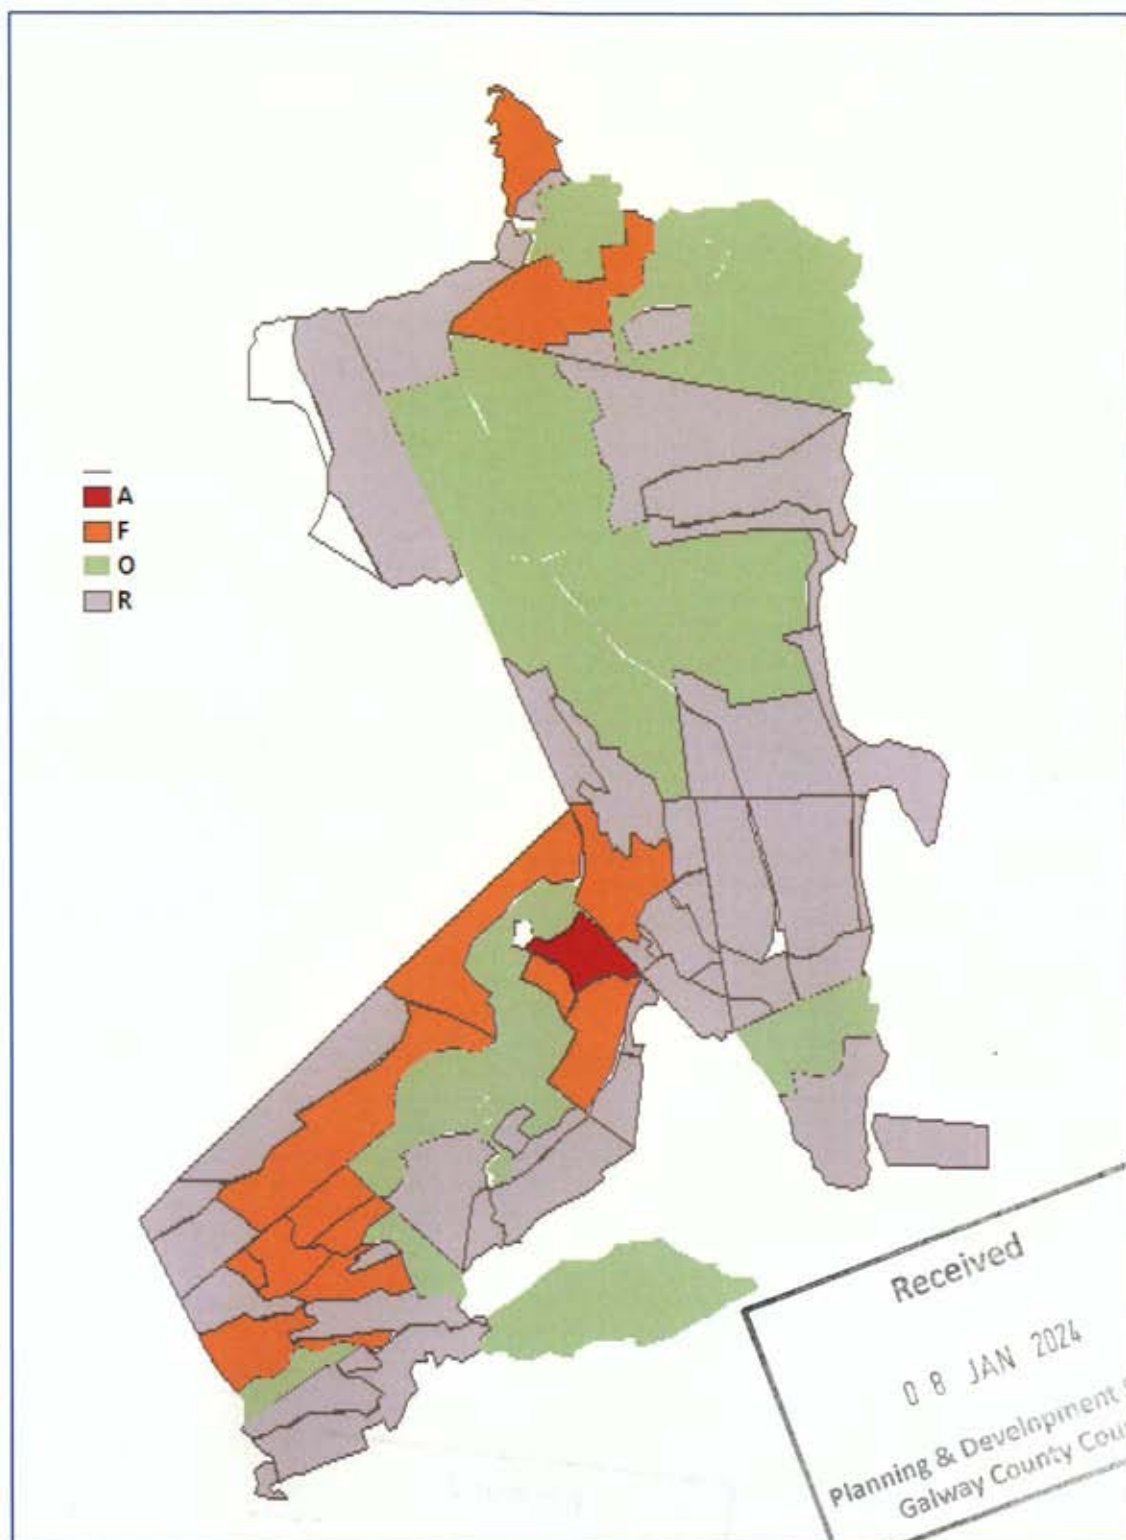 A
F
O
R
Received
08 JAN 2024
Planning & Development
Galway County